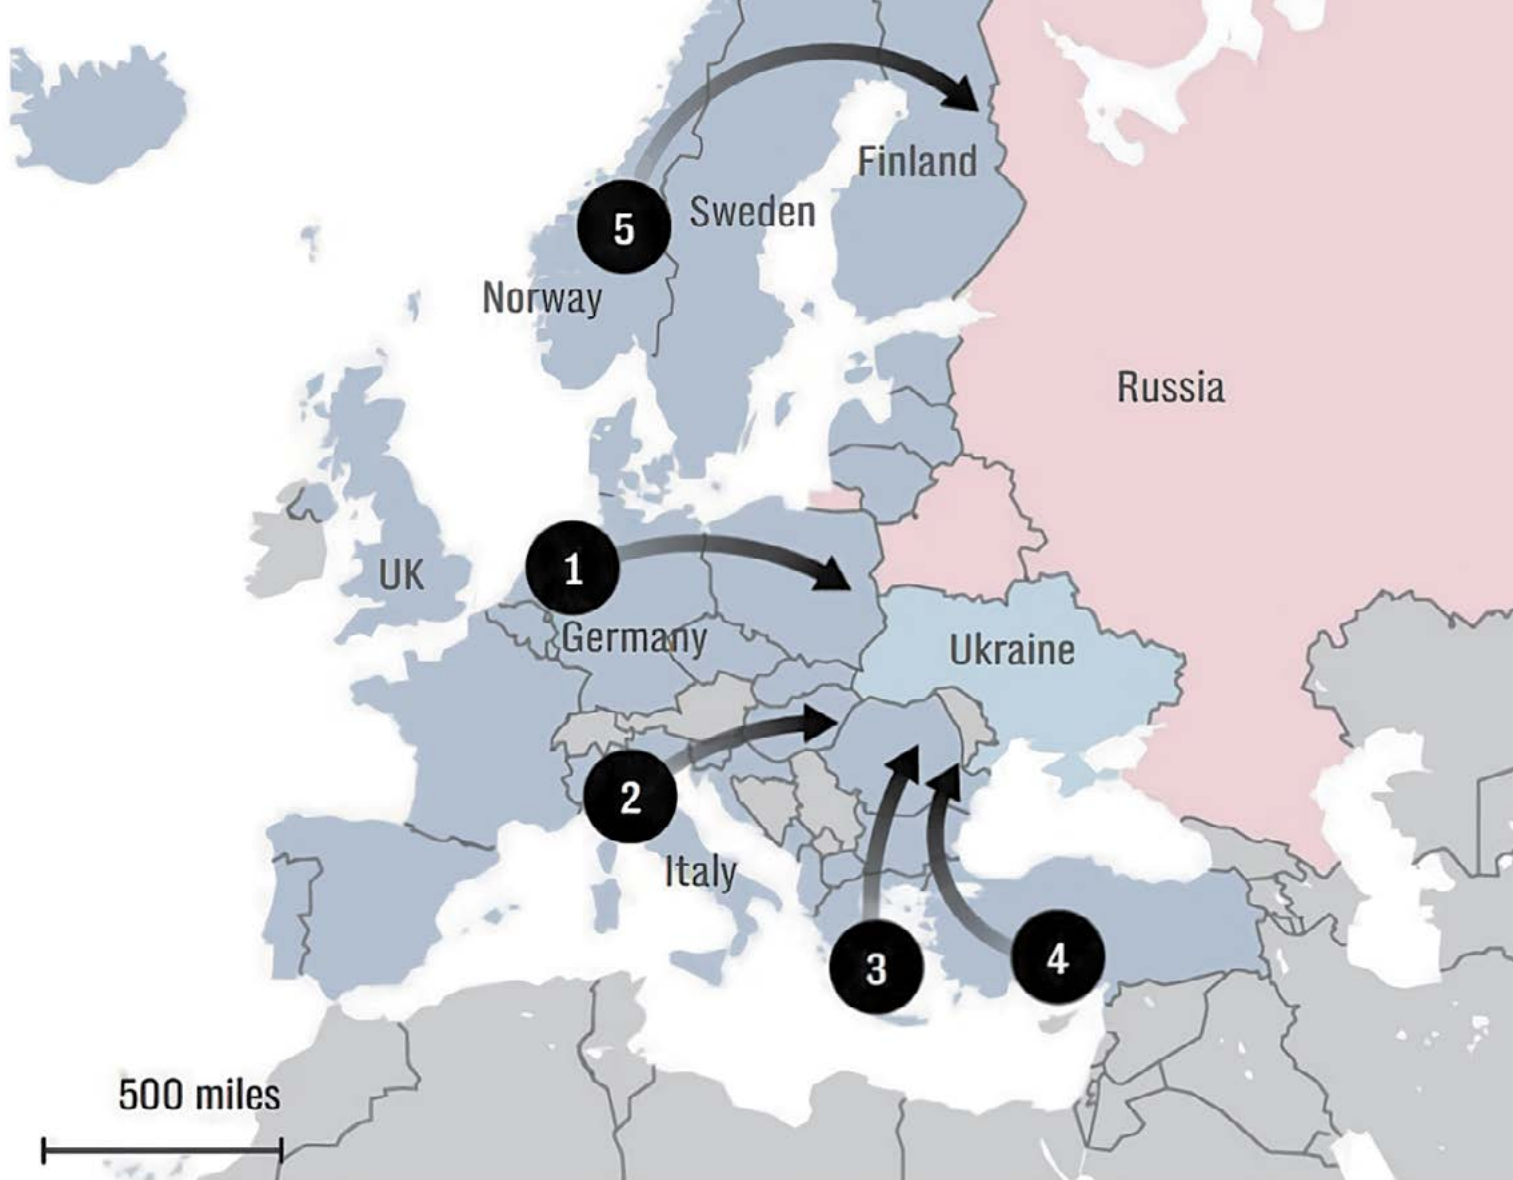 Finland
Sweden
5
Norway
Russia
1
UK
Germany
Ukraine
2
Italy
3
4
500 miles